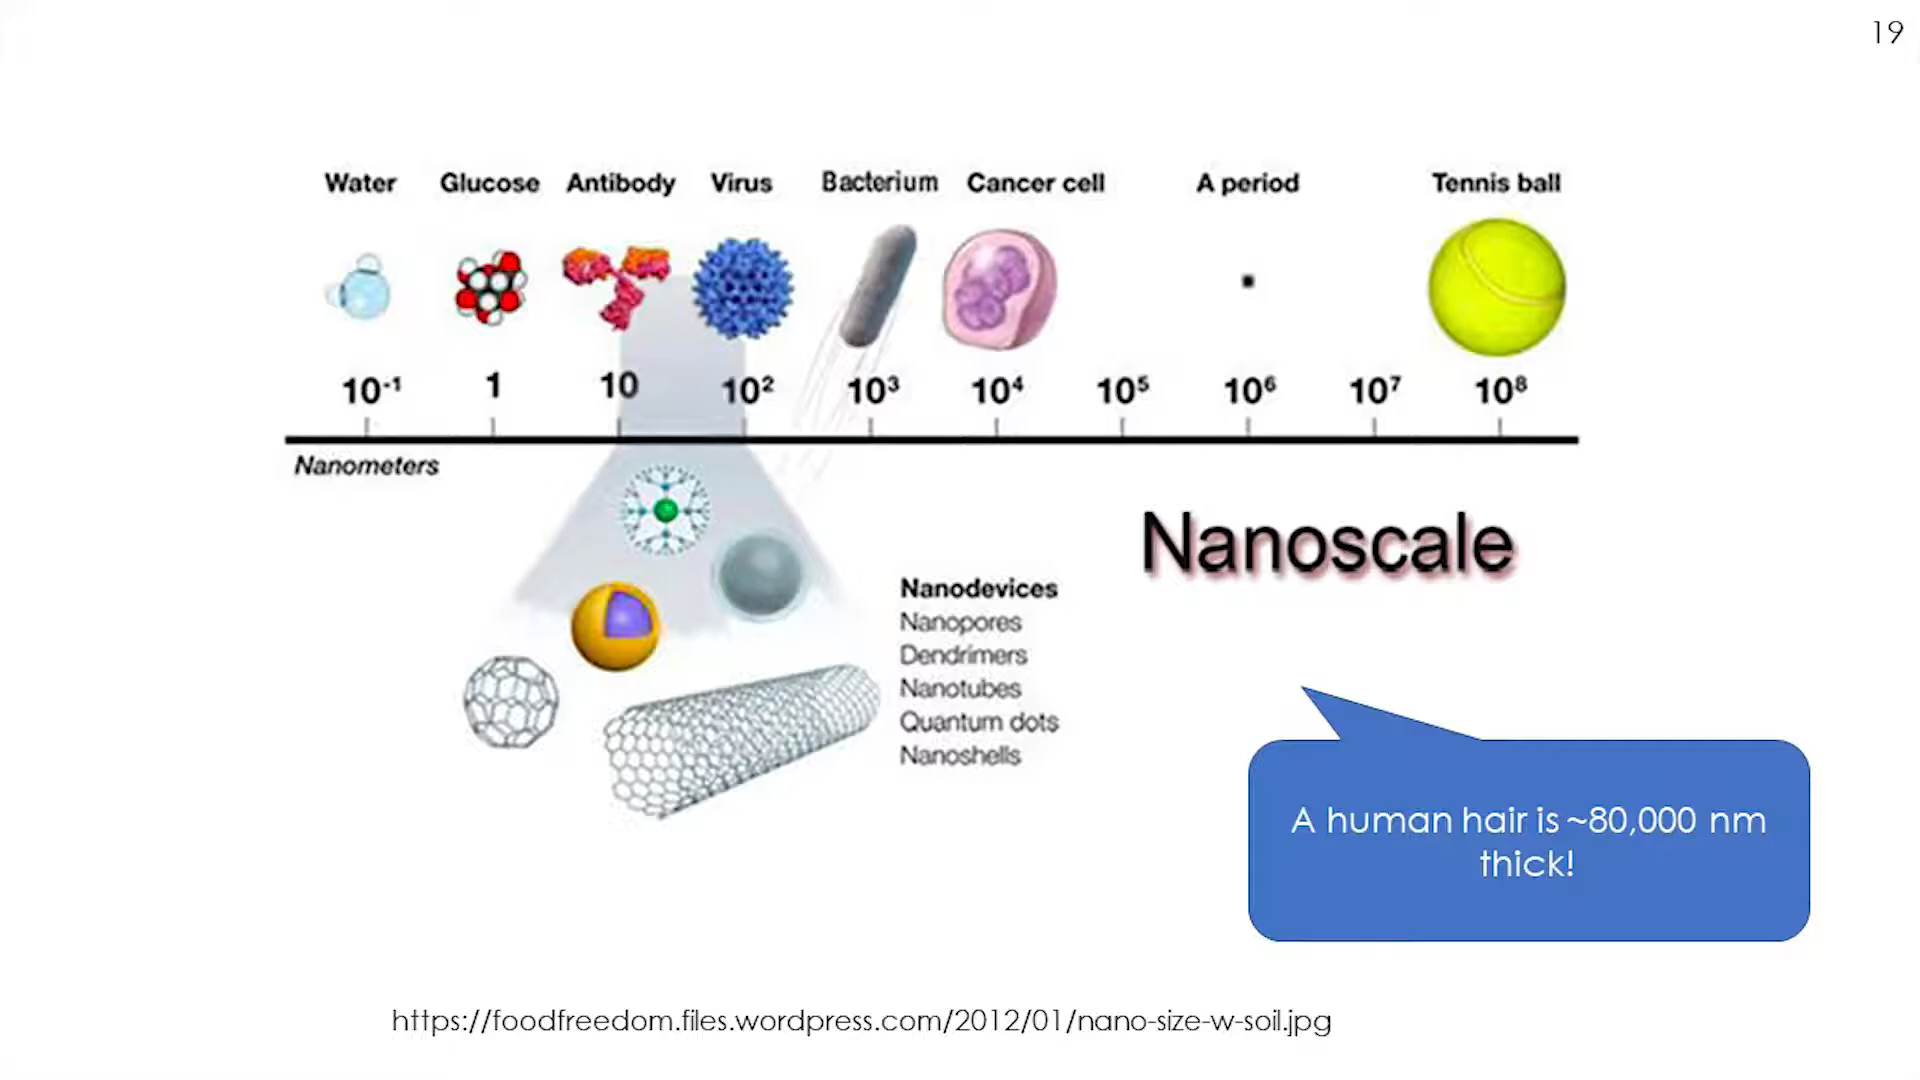 19
Water Glucose Antibody Virus Bacterium Cancer cell A period Tennis ball
10⁻¹ 1 10 10² 10³ 10⁴ 10⁵ 10⁶ 10⁷ 10⁸
Nanometers
Nanoscale
Nanodevices
Nanopores
Dendrimers
Nanotubes
Quantum dots
Nanoshells
A human hair is ~80,000 nm
thick!
https://foodfreedom.files.wordpress.com/2012/01/nano-size-w-soil.jpg